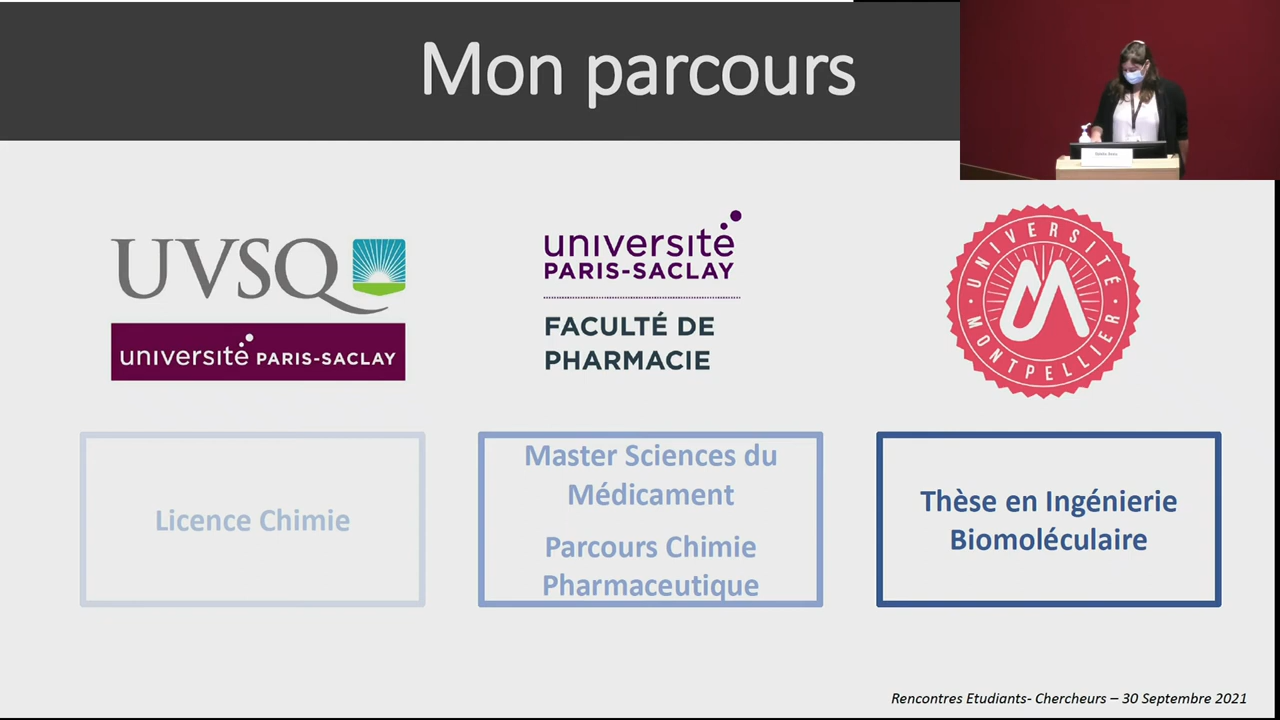 Mon parcours
UVSQ
université PARIS-SACLAY
université
PARIS-SACLAY
FACULTÉ DE
PHARMACIE
UNIVERSITÉ
MONTPELLIER
Licence Chimie
Master Sciences du
Médicament
Parcours Chimie
Pharmaceutique
Thèse en Ingénierie
Biomoléculaire
Rencontres Etudiants- Chercheurs – 30 Septembre 2021